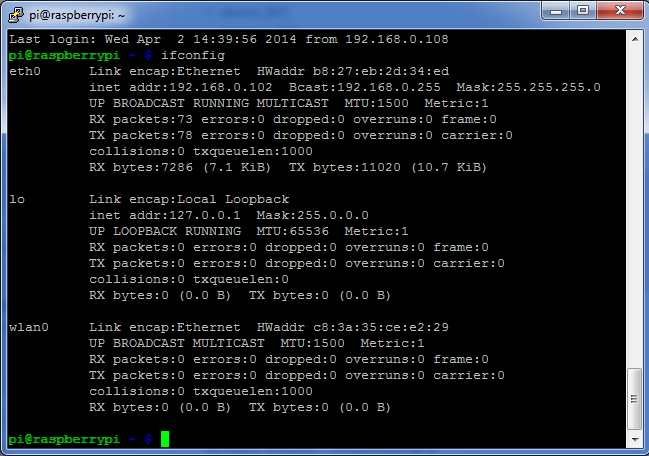 pi@raspberrypi: ~
Last login: Wed Apr  2 14:39:56 2014 from 192.168.0.108
pi@raspberrypi ~ $ ifconfig
eth0      Link encap:Ethernet  HWaddr b8:27:eb:2d:34:ed
          inet addr:192.168.0.102  Bcast:192.168.0.255  Mask:255.255.255.0
          UP BROADCAST RUNNING MULTICAST  MTU:1500  Metric:1
          RX packets:73 errors:0 dropped:0 overruns:0 frame:0
          TX packets:78 errors:0 dropped:0 overruns:0 carrier:0
          collisions:0 txqueuelen:1000
          RX bytes:7286 (7.1 KiB)  TX bytes:11020 (10.7 KiB)
lo        Link encap:Local Loopback
          inet addr:127.0.0.1  Mask:255.0.0.0
          UP LOOPBACK RUNNING  MTU:65536  Metric:1
          RX packets:0 errors:0 dropped:0 overruns:0 frame:0
          TX packets:0 errors:0 dropped:0 overruns:0 carrier:0
          collisions:0 txqueuelen:0
          RX bytes:0 (0.0 B)  TX bytes:0 (0.0 B)
wlan0     Link encap:Ethernet  HWaddr c8:3a:35:ce:e2:29
          UP BROADCAST MULTICAST  MTU:1500  Metric:1
          RX packets:0 errors:0 dropped:0 overruns:0 frame:0
          TX packets:0 errors:0 dropped:0 overruns:0 carrier:0
          collisions:0 txqueuelen:1000
          RX bytes:0 (0.0 B)  TX bytes:0 (0.0 B)
pi@raspberrypi ~ $